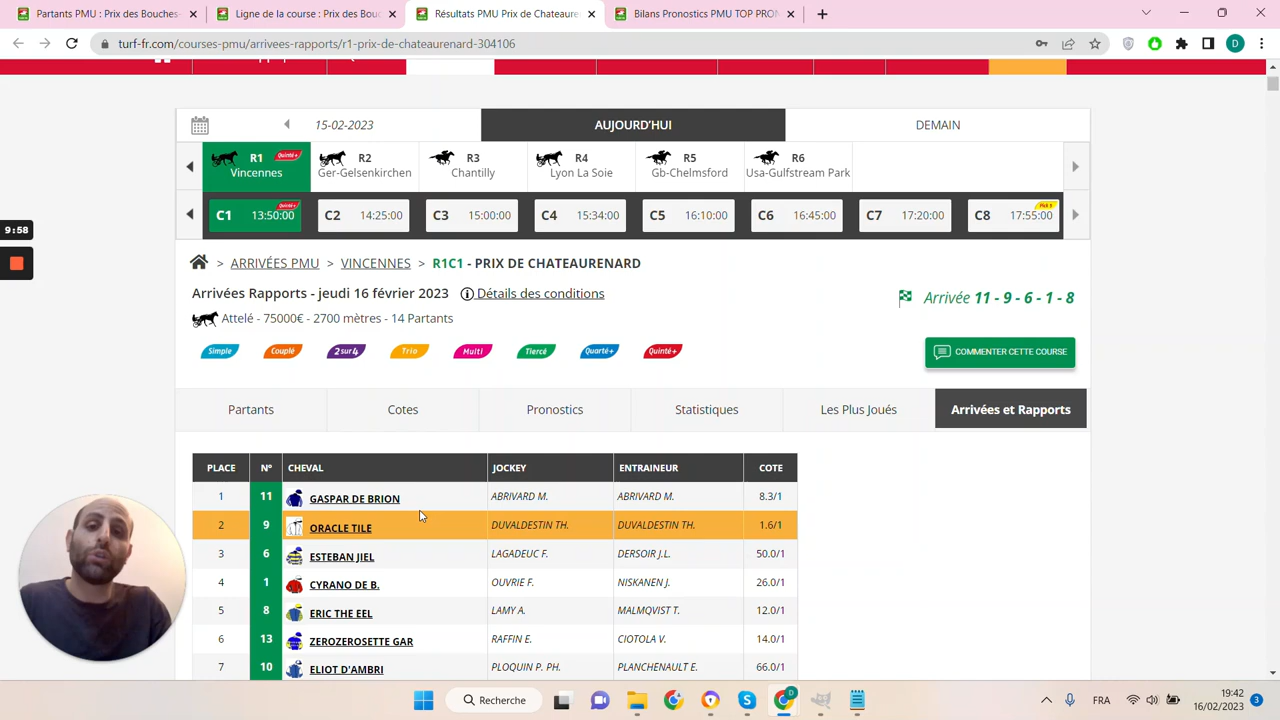 Partants PMU : Prix des Bouches-
Ligne de la course : Prix des Bouc
Résultats PMU Prix de Chateaure
Bilans Pronostics PMU TOP PRO
turf-fr.com/courses-pmu/arrivees-rapports/r1-prix-de-chateaurenard-304106
D
15-02-2023
AUJOURD'HUI
DEMAIN
R1 Quinté+
Vincennes
R2
Ger-Gelsenkirchen
R3
Chantilly
R4
Lyon La Soie
R5
Gb-Chelmsford
R6
Usa-Gulfstream Park
C1 13:50:00 Quinté+
C2 14:25:00
C3 15:00:00
C4 15:34:00
C5 16:10:00
C6 16:45:00
C7 17:20:00
C8 17:55:00
9:58
> ARRIVÉES PMU > VINCENNES > R1C1 - PRIX DE CHATEAURENARD
Arrivées Rapports - jeudi 16 février 2023 Détails des conditions
Arrivée 11 - 9 - 6 - 1 - 8
Attelé - 75000€ - 2700 mètres - 14 Partants
Simple Couplé 2sur4 Trio Multi Tiercé Quarté+ Quinté+
COMMENTER CETTE COURSE
Partants Cotes Pronostics Statistiques Les Plus Joués Arrivées et Rapports
PLACE N° CHEVAL JOCKEY ENTRAINEUR COTE
1 11 GASPAR DE BRION ABRIVARD M. ABRIVARD M. 8.3/1
2 9 ORACLE TILE DUVALDESTIN TH. DUVALDESTIN TH. 1.6/1
3 6 ESTEBAN JIEL LAGADEUC F. DERSOIR J.L. 50.0/1
4 1 CYRANO DE B. OUVRIE F. NISKANEN J. 26.0/1
5 8 ERIC THE EEL LAMY A. MALMQVIST T. 12.0/1
6 13 ZEROZEROSETTE GAR RAFFIN E. CIOTOLA V. 14.0/1
7 10 ELIOT D'AMBRI PLOQUIN P. PH. PLANCHENAULT E. 66.0/1
Recherche
D
FRA
19:42
16/02/2023
3